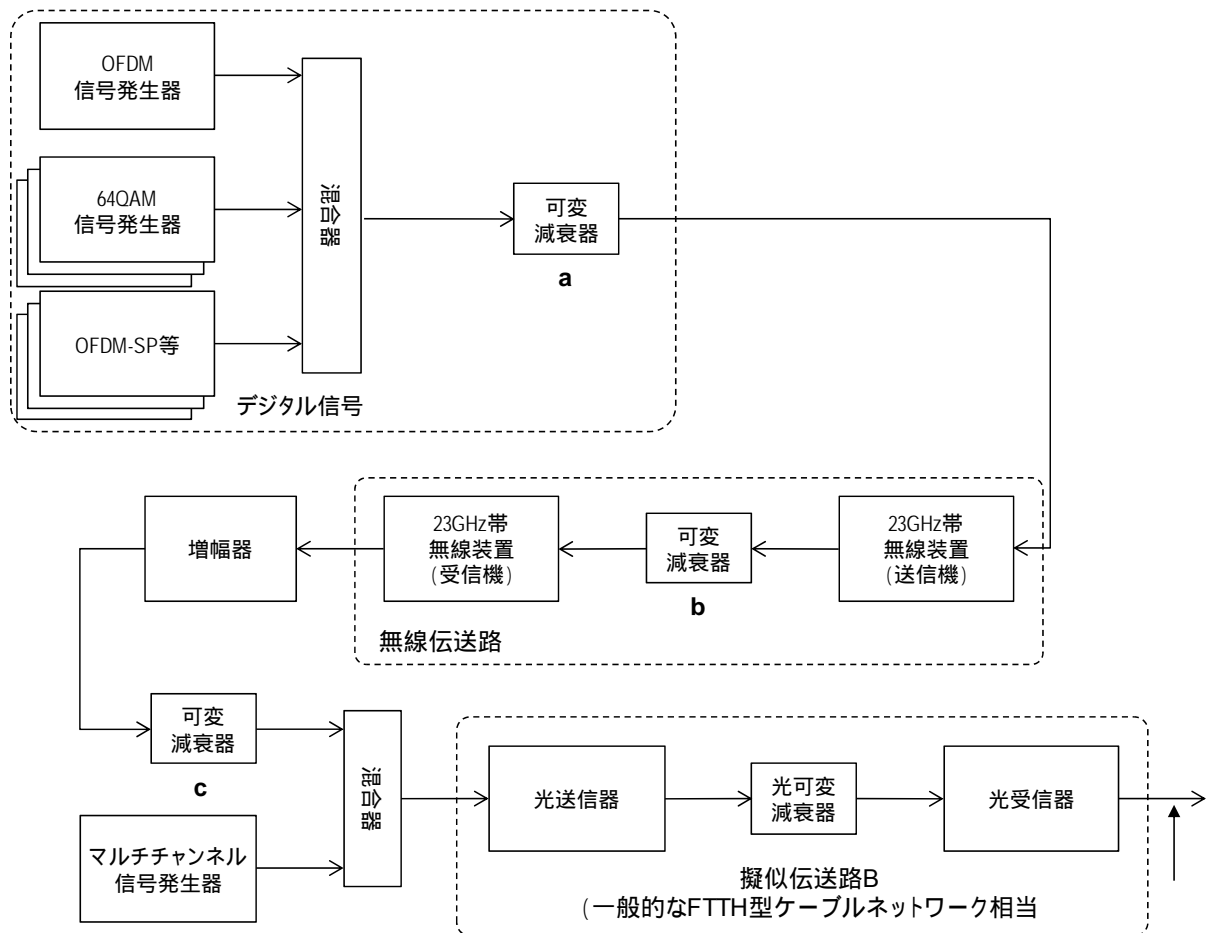 OFDM
信号発生器
64QAM
信号発生器
OFDM-SP等
混合器
可変
減衰器
a
デジタル信号
増幅器
23GHz帯
無線装置
(受信機)
可変
減衰器
b
23GHz帯
無線装置
(送信機)
無線伝送路
可変
減衰器
c
マルチチャンネル
信号発生器
混合器
光送信器
光可変
減衰器
光受信器
擬似伝送路B
(一般的なFTTH型ケーブルネットワーク相当